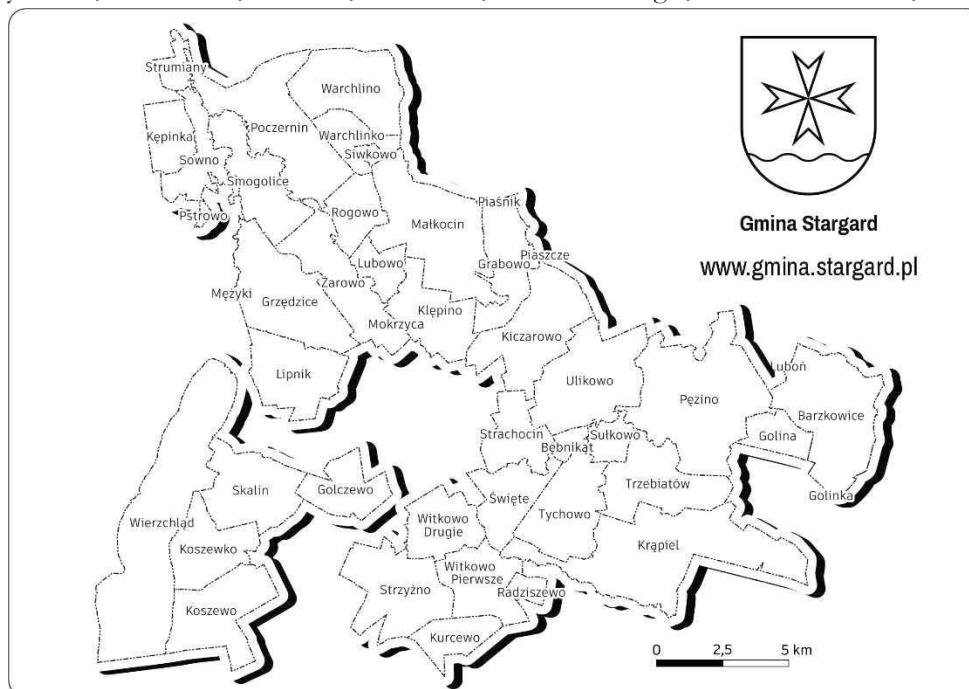 Strumiany
Warchlino
Kępinka
Poczernin
Warchlinko
Siwkowo
Sowno
Smogolice
Pstrowo
Rogowo
Małkocin
Piaśnik
Gmina Stargard
www.gmina.stargard.pl
Lubowo
Grabowo
Piaszcze
Żarowo
Mężyki
Grzędzice
Mokrzyca
Klępino
Kiczarowo
Lipnik
Ulikowo
Pęzino
Luboń
Barzkowice
Strachocin
Bębnikąt
Sułkowo
Golina
Skalin
Golczewo
Święte
Trzebiatów
Golinka
Wierzchląd
Witkowo
Drugie
Tychowo
Koszewko
Krąpiel
Witkowo
Pierwsze
Strzyżno
Radziszewo
Koszewo
Kurcewo
0 2,5 5 km